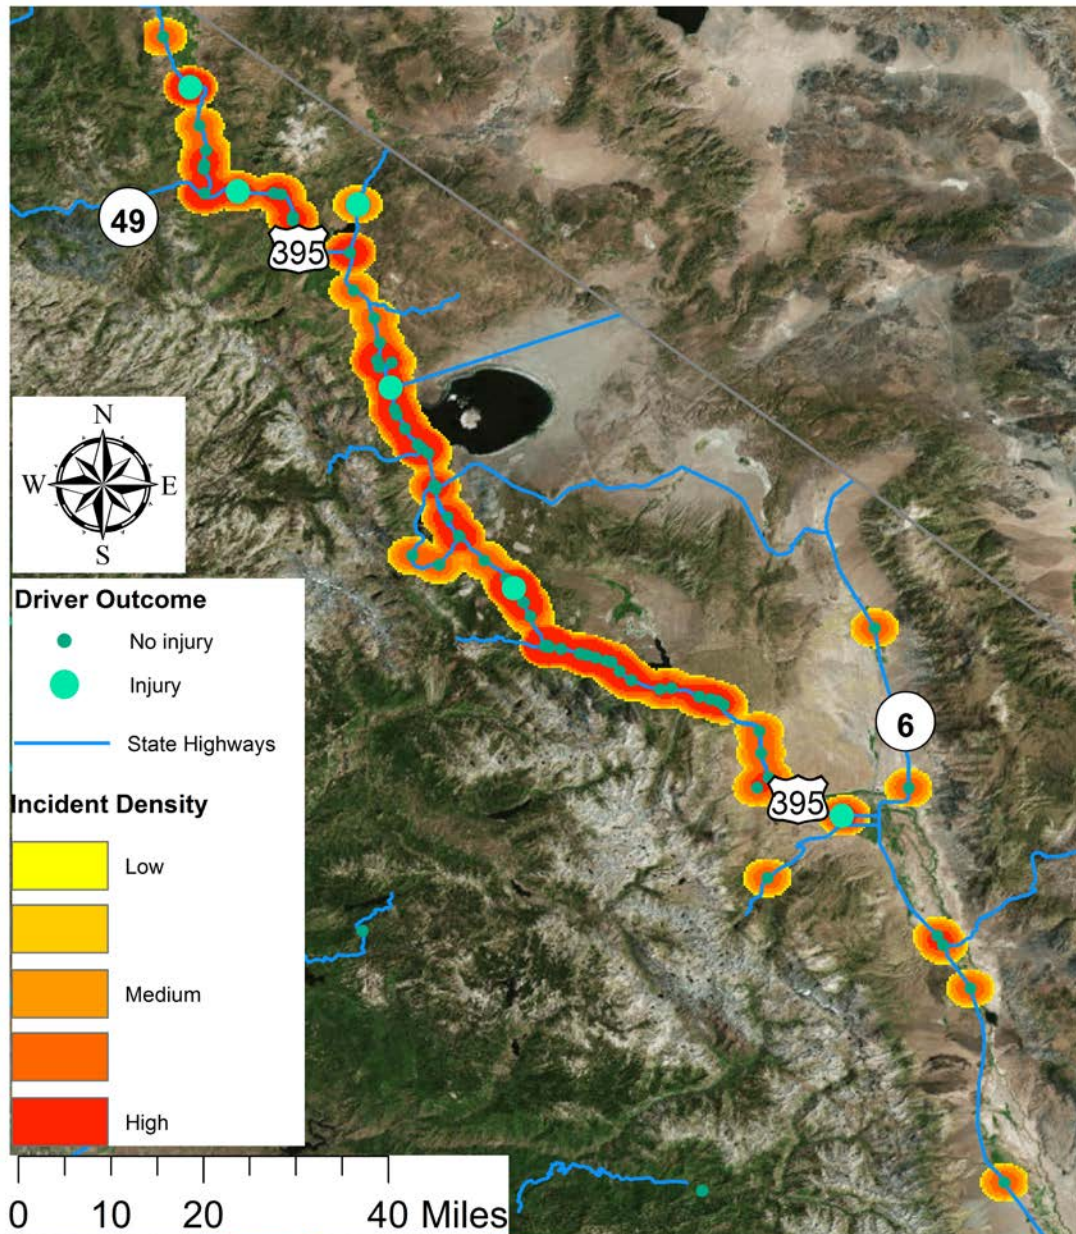 49
395
N
W E
S
Driver Outcome
No injury
Injury
State Highways
6
395
Incident Density
Low
Medium
High
0 10 20 40 Miles